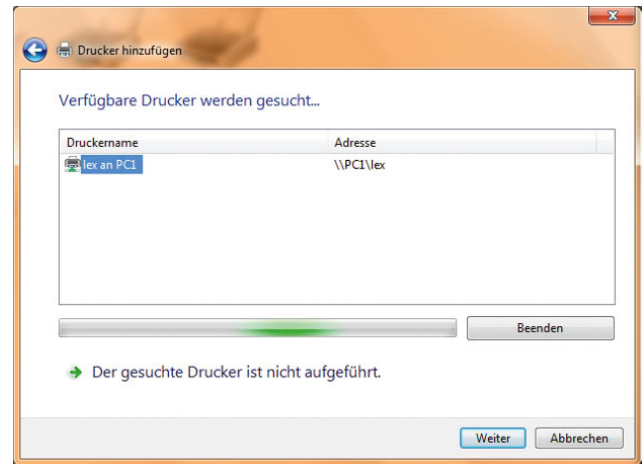 Drucker hinzufügen
Verfügbare Drucker werden gesucht...
Druckername Adresse
lex an PC1 \\PC1\lex
Beenden
Der gesuchte Drucker ist nicht aufgeführt.
Weiter Abbrechen